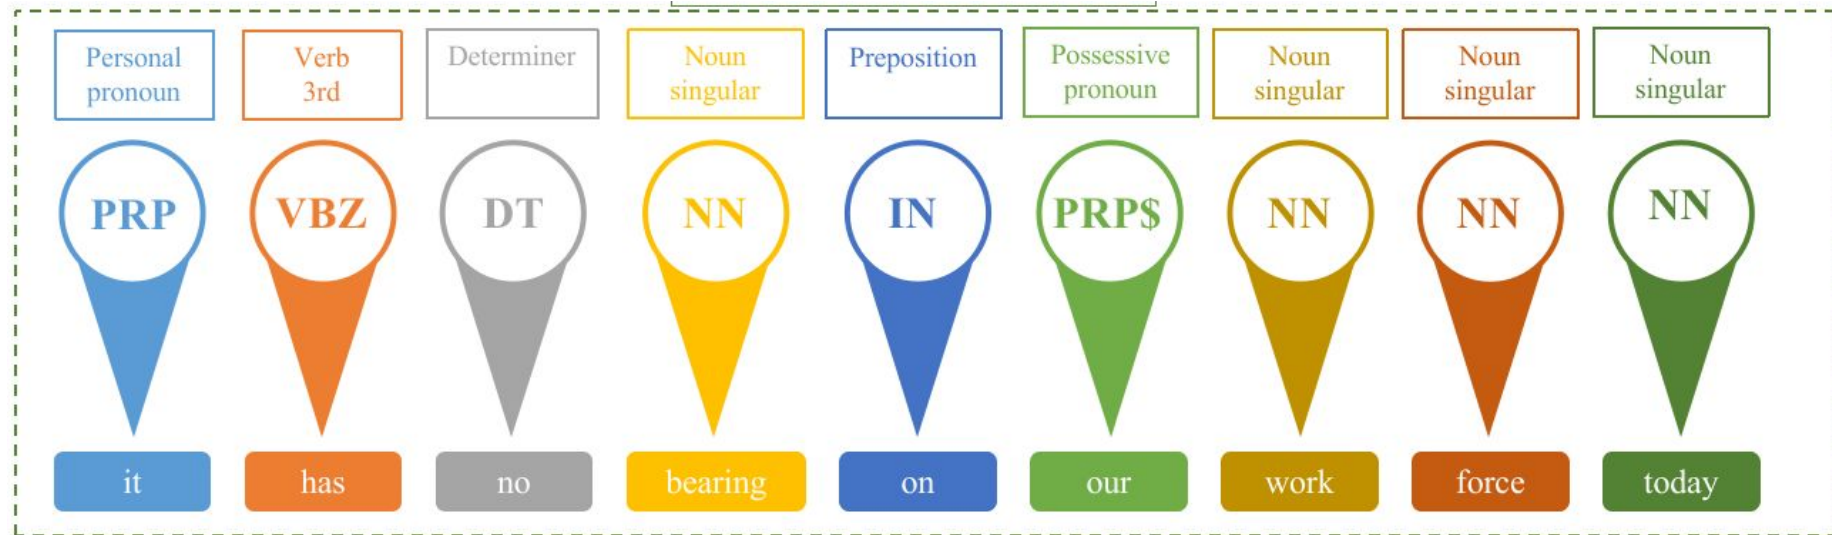 Personal
pronoun
Verb
3rd
Determiner
Noun
singular
Preposition
Possessive
pronoun
Noun
singular
Noun
singular
Noun
singular
PRP
VBZ
DT
NN
IN
PRP$
NN
NN
NN
it
has
no
bearing
on
our
work
force
today